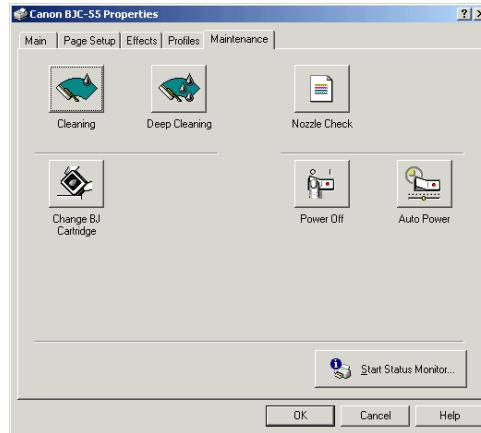 Canon BJC-55 Properties
Main Page Setup Effects Profiles Maintenance
Cleaning Deep Cleaning Nozzle Check
Change BJ Cartridge Power Off Auto Power
Start Status Monitor...
OK Cancel Help